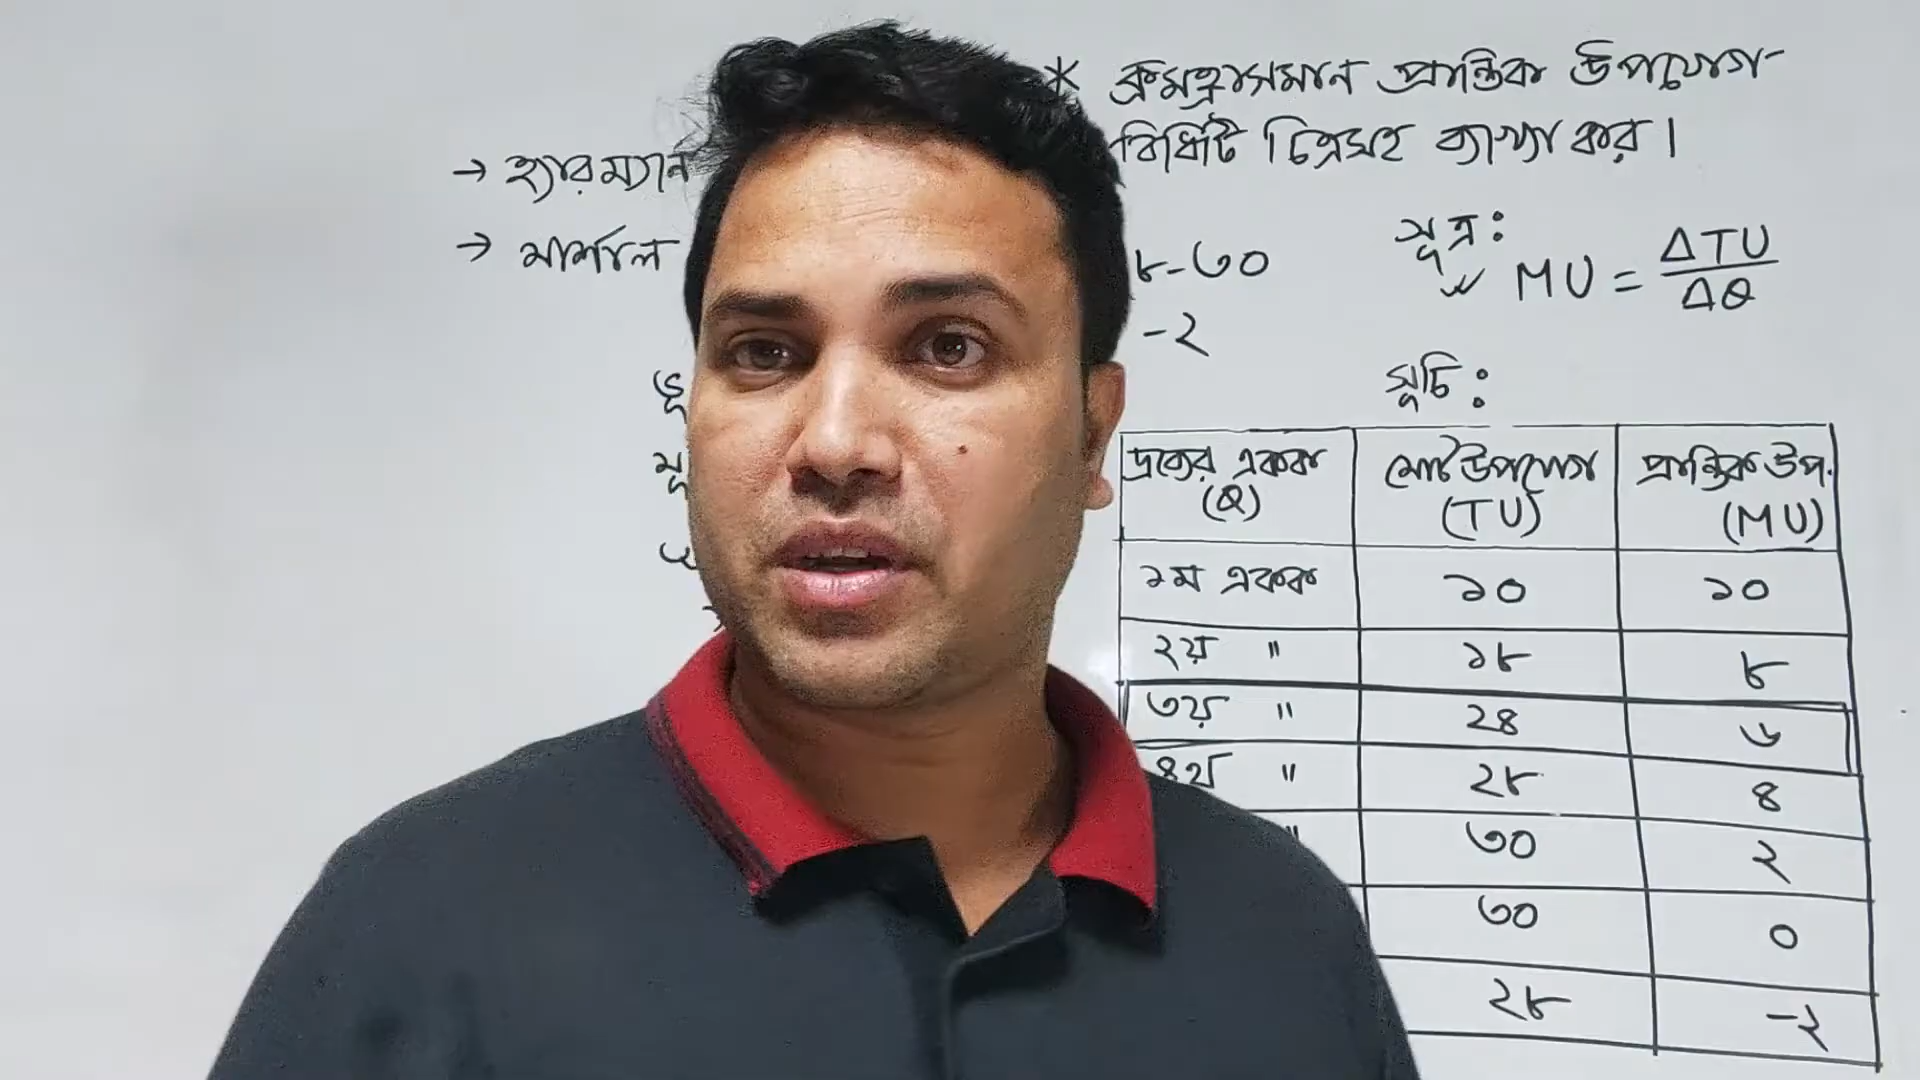 * ক্রমহ্রাসমান প্রান্তিক উপযোগ
বিধিটি চিত্রসহ ব্যাখ্যা কর।
→ হ্যারম্যান
→ মার্শাল
৮-৩০
-২
সূত্র:
MU = ΔTU/ΔQ
সূচি:
দ্রব্যের একক (Q) মোট উপযোগ (TU) প্রান্তিক উপ. (MU)
১ম একক ১০ ১০
২য় " ১৮ ৮
৩য় " ২৪ ৬
৪র্থ " ২৮ ৪
" ৩০ ২
৩০ ০
২৮ -২